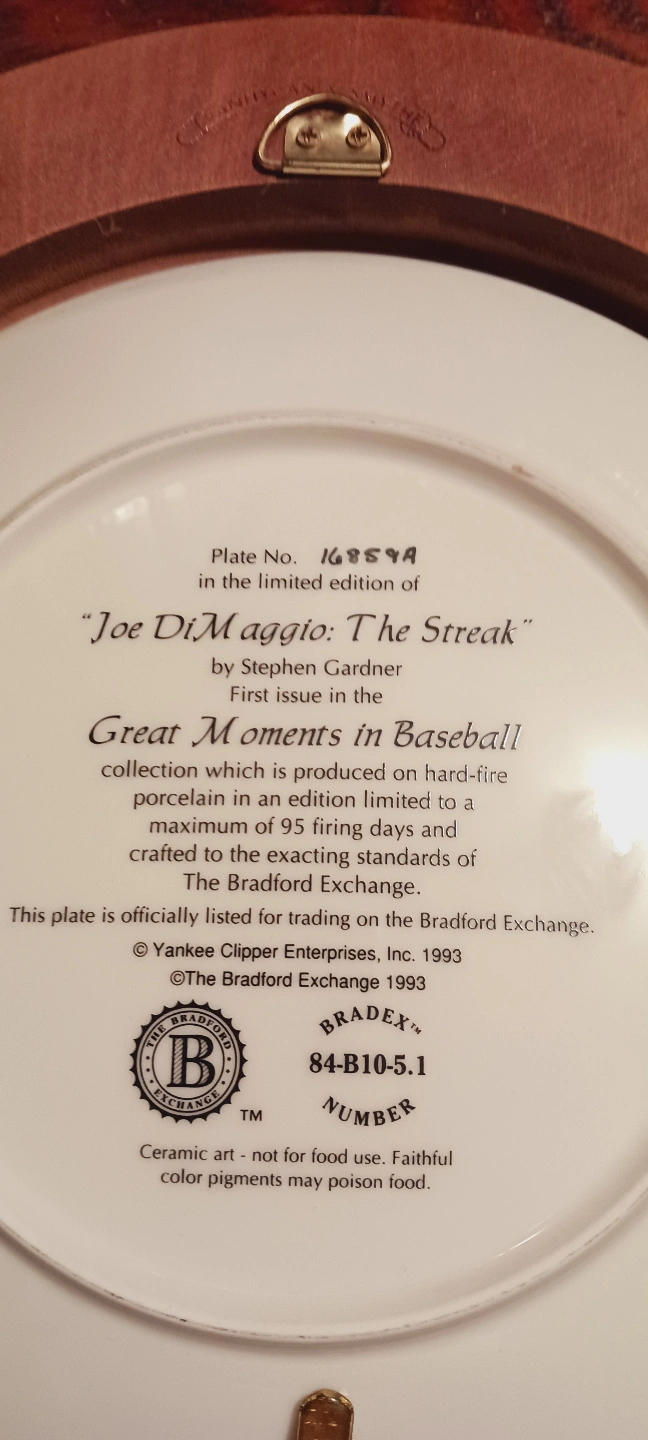 Plate No. 16859A
in the limited edition of
"Joe DiMaggio: The Streak"
by Stephen Gardner
First issue in the
Great Moments in Baseball
collection which is produced on hard-fire
porcelain in an edition limited to a
maximum of 95 firing days and
crafted to the exacting standards of
The Bradford Exchange.
This plate is officially listed for trading on the Bradford Exchange.
© Yankee Clipper Enterprises, Inc. 1993
©The Bradford Exchange 1993
THE BRADFORD
B
EXCHANGE
TM
BRADEX™
84-B10-5.1
NUMBER
Ceramic art - not for food use. Faithful
color pigments may poison food.